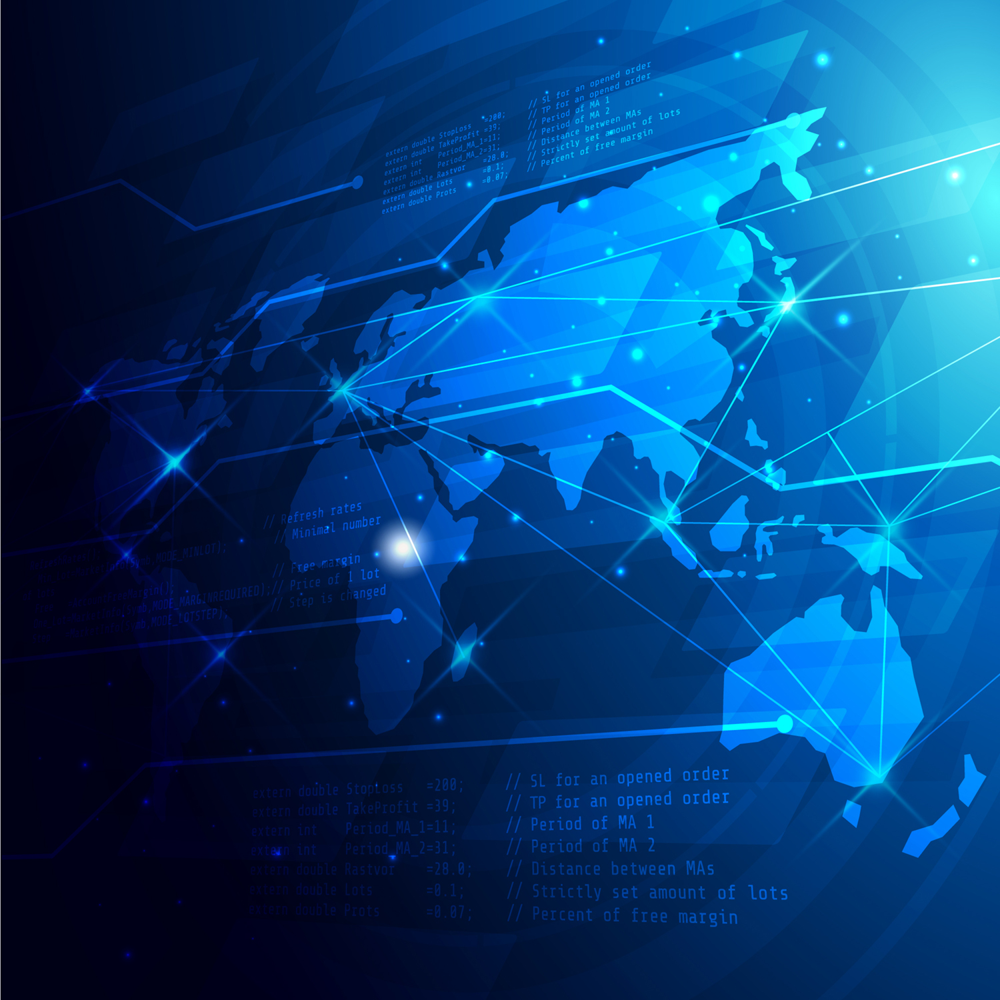 extern double StopLoss =200; // SL for an opened order
extern double TakeProfit =39; // TP for an opened order
extern int Period_MA_1=11; // Period of MA 1
extern int Period_MA_2=31; // Period of MA 2
extern double Rastvor =28.0; // Distance between MAs
extern double Lots =0.1; // Strictly set amount of lots
extern double Prots =0.07; // Percent of free margin
// Refresh rates
(Symb,MODE_MINLOT); // Minimal number
// Free margin
AccountFreeMargin(); // Price of 1 lot
(Symb,MODE_MARGINREQUIRED); // Step is changed
(Symb,MODE_LOTSTEP);
extern double StopLoss =200; // SL for an opened order
extern double TakeProfit =39; // TP for an opened order
extern int Period_MA_1=11; // Period of MA 1
extern int Period_MA_2=31; // Period of MA 2
extern double Rastvor =28.0; // Distance between MAs
extern double Lots =0.1; // Strictly set amount of lots
extern double Prots =0.07; // Percent of free margin